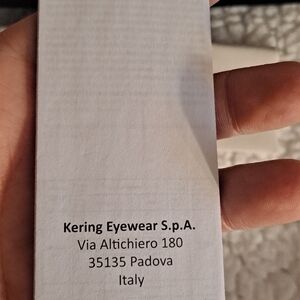 Kering Eyewear S.p.A.
Via Altichiero 180
35135 Padova
Italy